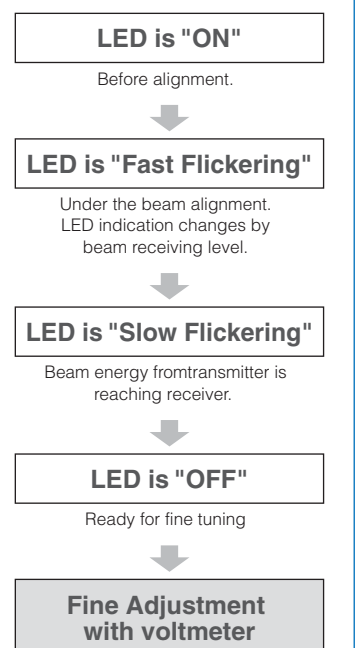 LED is "ON"
Before alignment.
LED is "Fast Flickering"
Under the beam alignment.
LED indication changes by
beam receiving level.
LED is "Slow Flickering"
Beam energy fromtransmitter is
reaching receiver.
LED is "OFF"
Ready for fine tuning
Fine Adjustment
with voltmeter